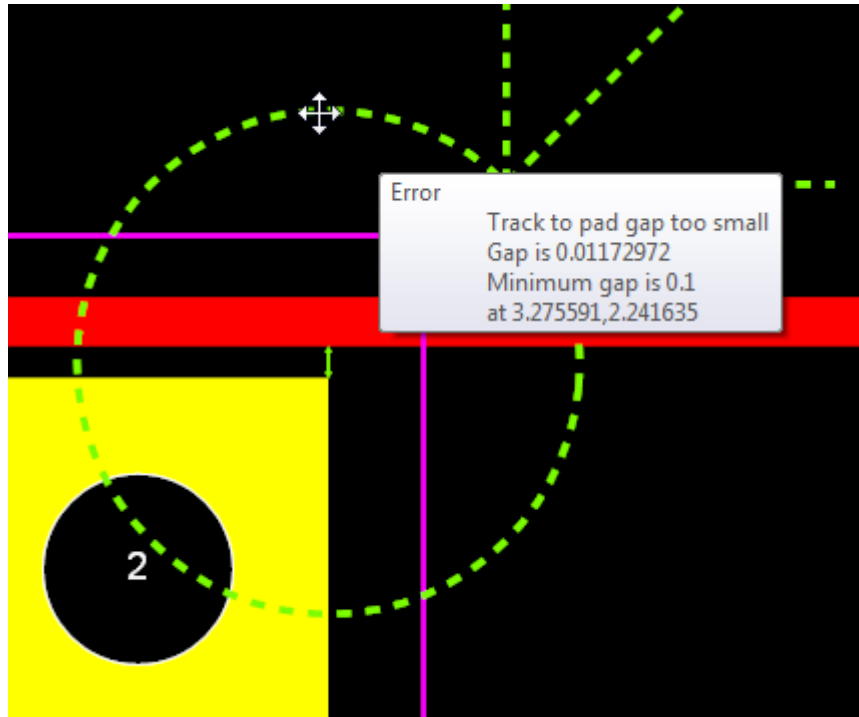 Error
Track to pad gap too small
Gap is 0.01172972
Minimum gap is 0.1
at 3.275591,2.241635
2